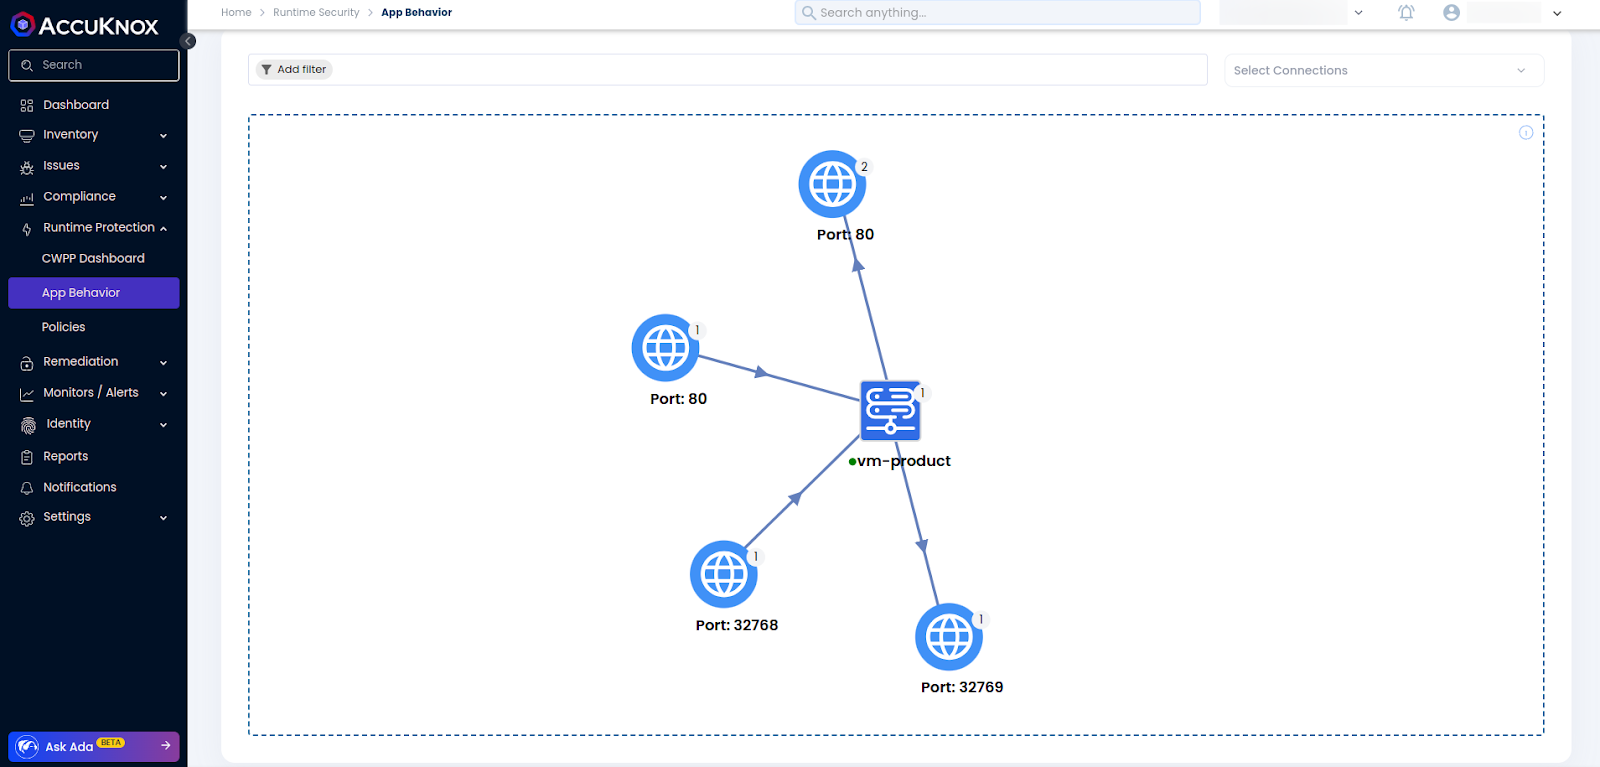 ACCUKNOX
Home > Runtime Security > App Behavior
Search anything...
Search
Add filter
Select Connections
Dashboard
Inventory
Issues
Compliance
Runtime Protection
CWPP Dashboard
App Behavior
Policies
Remediation
Monitors / Alerts
Identity
Reports
Notifications
Settings
Ask Ada BETA
2
Port: 80
1
Port: 80
1
vm-product
1
Port: 32768
1
Port: 32769